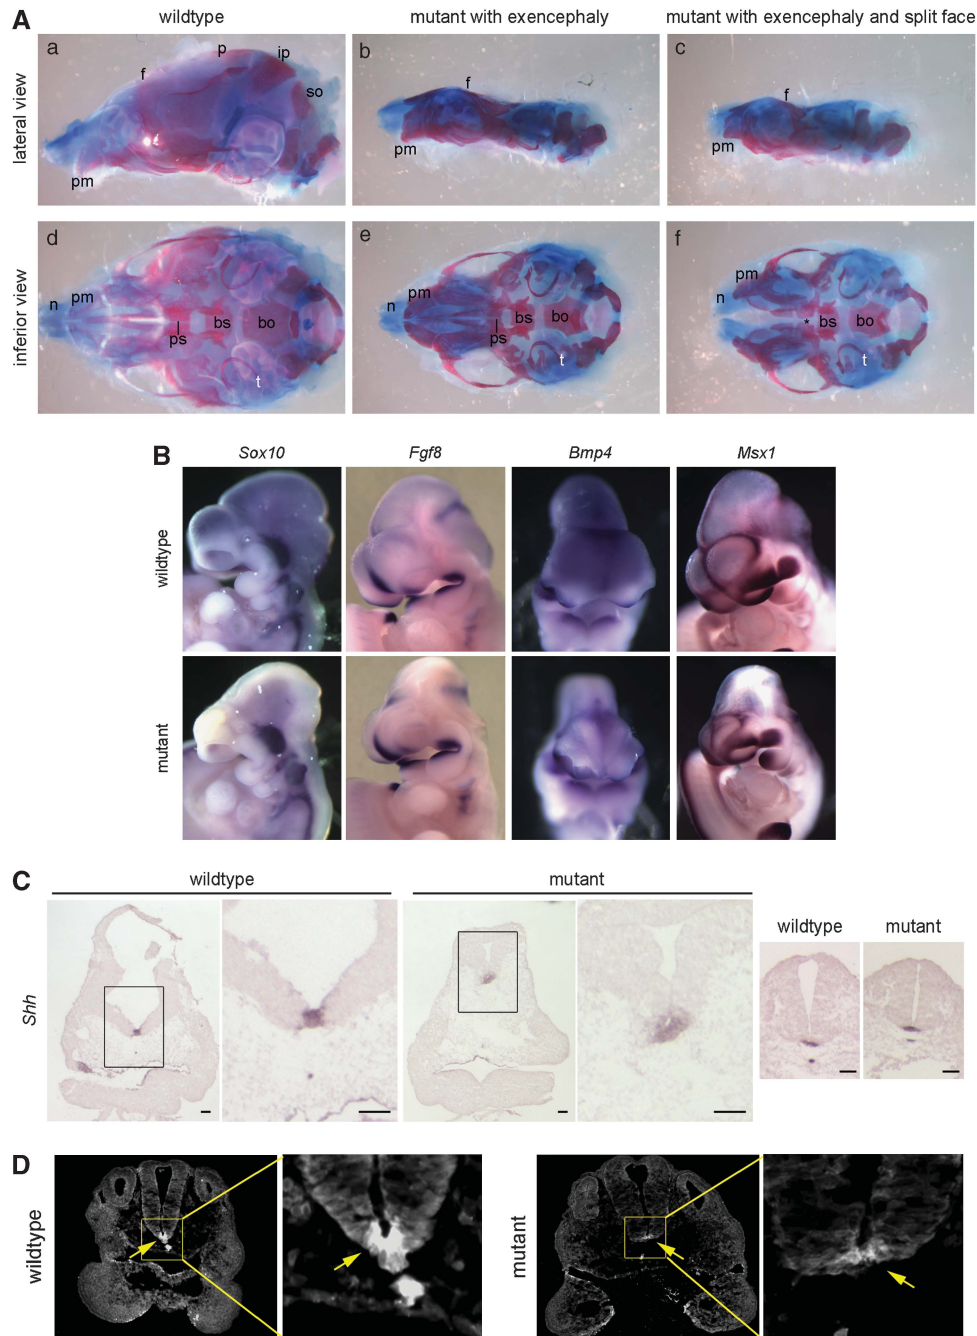 A
wildtype
mutant with exencephaly
mutant with exencephaly and split face
lateral view
a
f
p
ip
so
pm
b
f
pm
c
f
pm
inferior view
d
n
pm
ps
bs
bo
t
e
n
pm
ps
bs
bo
t
f
n
pm
*
bs
bo
t
B
Sox10
Fgf8
Bmp4
Msx1
wildtype
mutant
C
wildtype
mutant
wildtype
mutant
Shh
D
wildtype
mutant